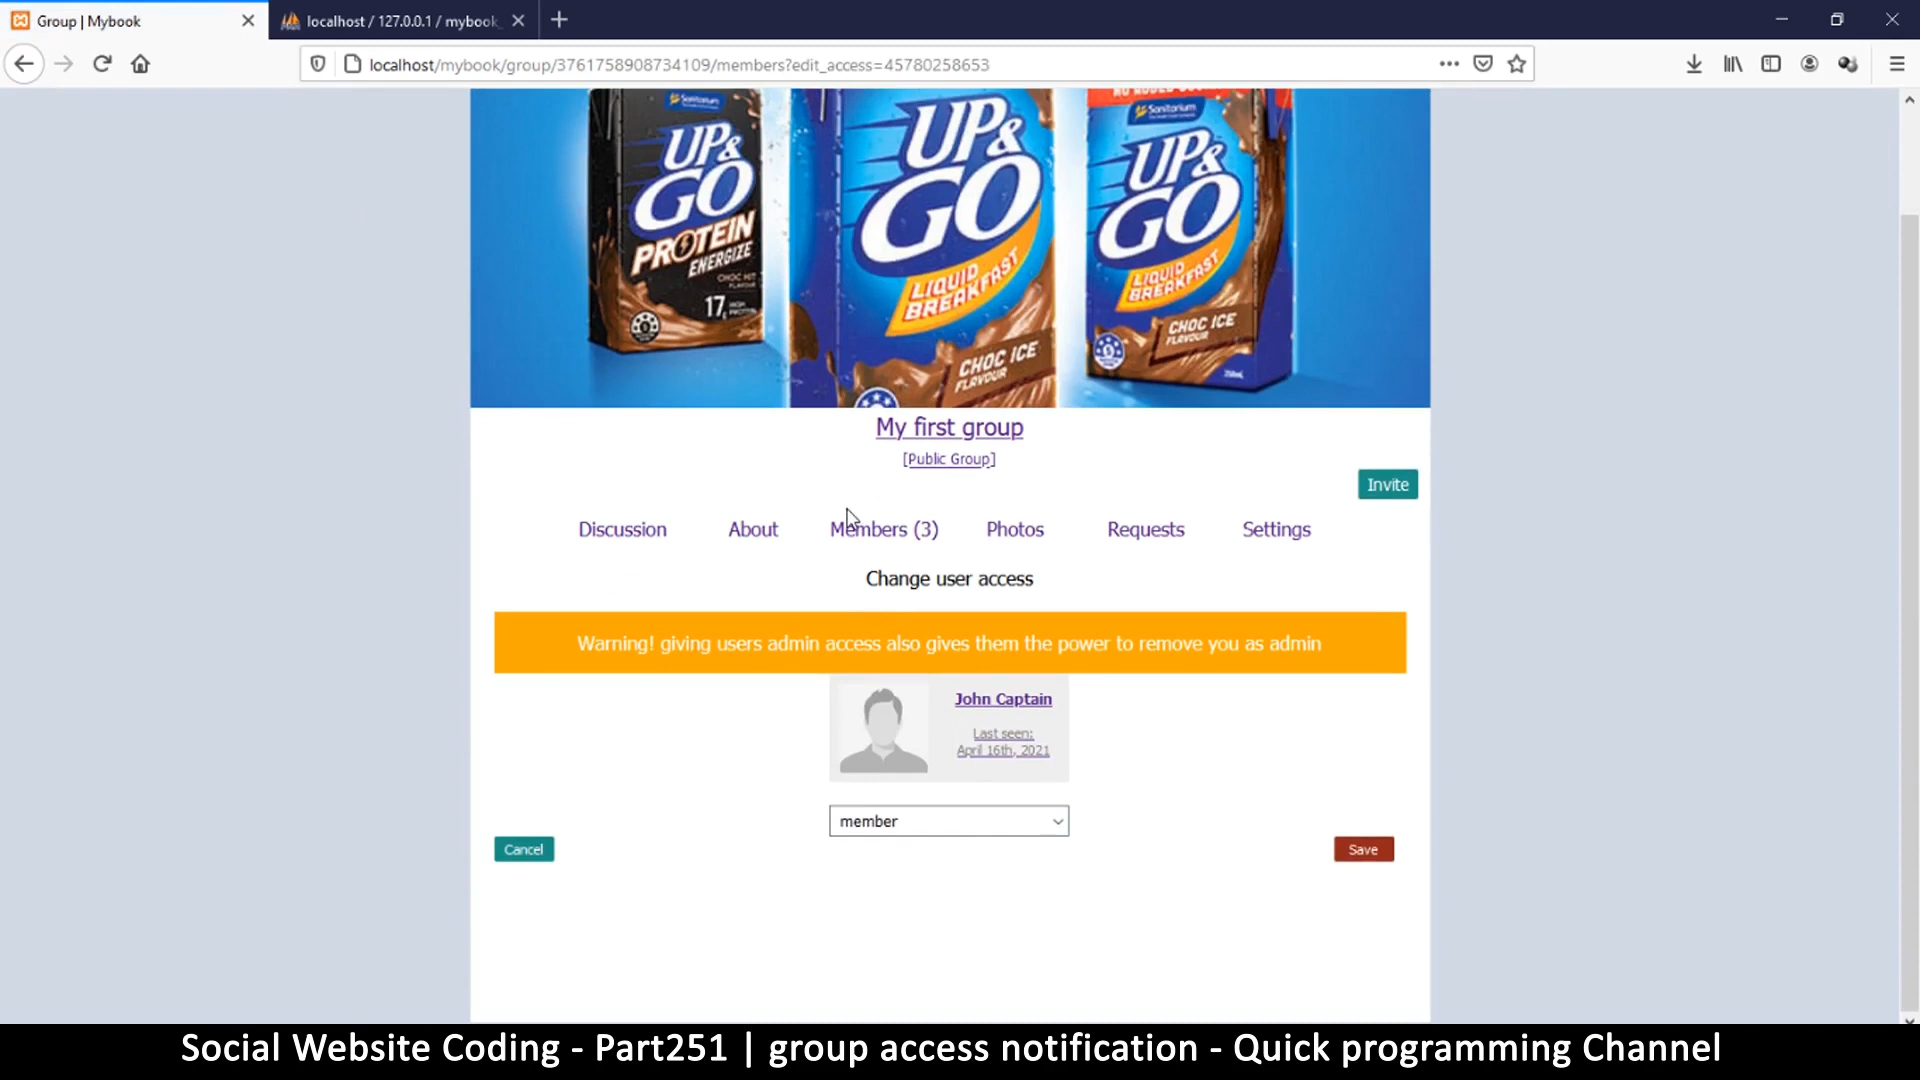 Group | Mybook
localhost / 127.0.0.1 / mybook
localhost/mybook/group/3761758908734109/members?edit_access=45780258653
Sanitarium
UP&
GO
PROTEIN
ENERGIZE
17
UP&
GO
LIQUID
BREAKFAST
CHOC ICE
FLAVOUR
Sanitarium
UP&
GO
LIQUID
BREAKFAST
CHOC ICE
FLAVOUR
My first group
[Public Group]
Invite
Discussion
About
Members (3)
Photos
Requests
Settings
Change user access
Warning! giving users admin access also gives them the power to remove you as admin
John Captain
Last seen:
April 16th, 2021
member
Cancel
Save
Social Website Coding - Part251 | group access notification - Quick programming Channel